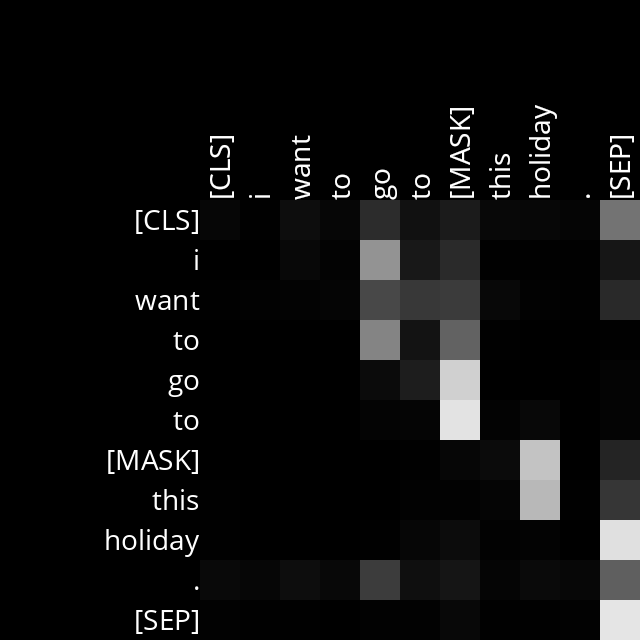 [CLS] i want to go to [MASK] this holiday . [SEP]
[CLS]
i
want
to
go
to
[MASK]
this
holiday
.
[SEP]